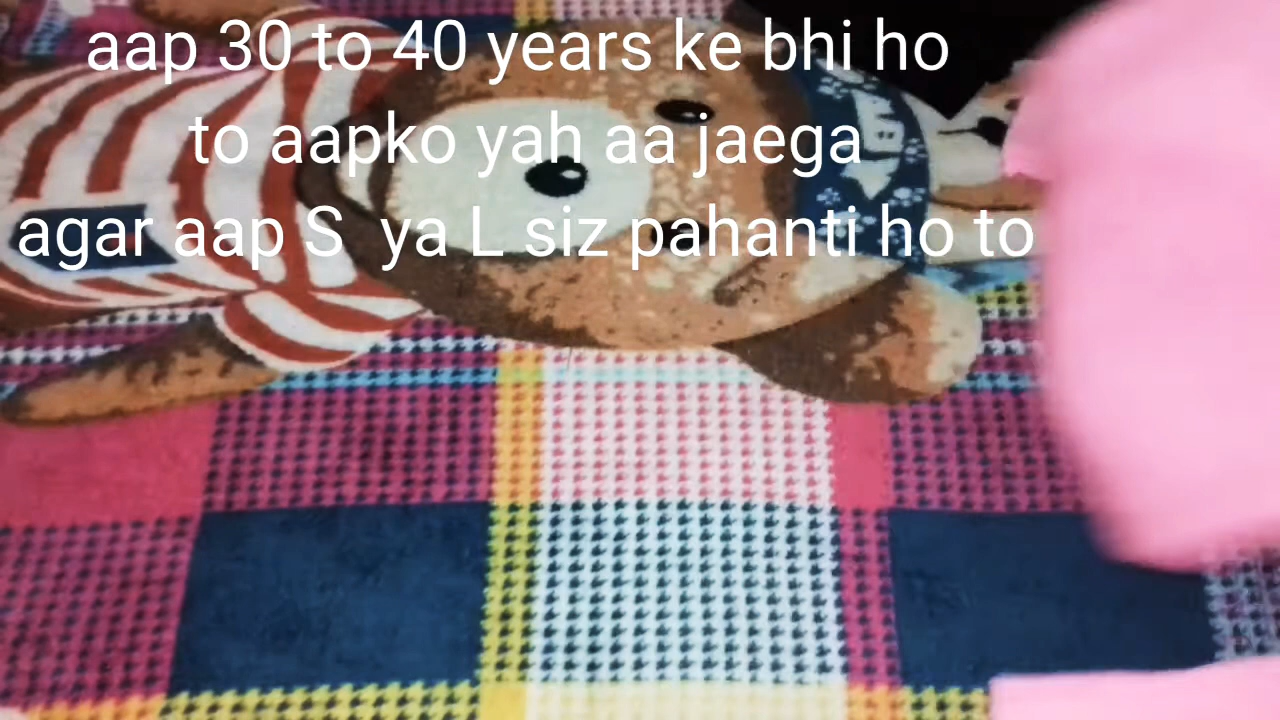 aap 30 to 40 years ke bhi ho
to aapko yah aa jaega
agar aap S ya L siz pahanti ho to